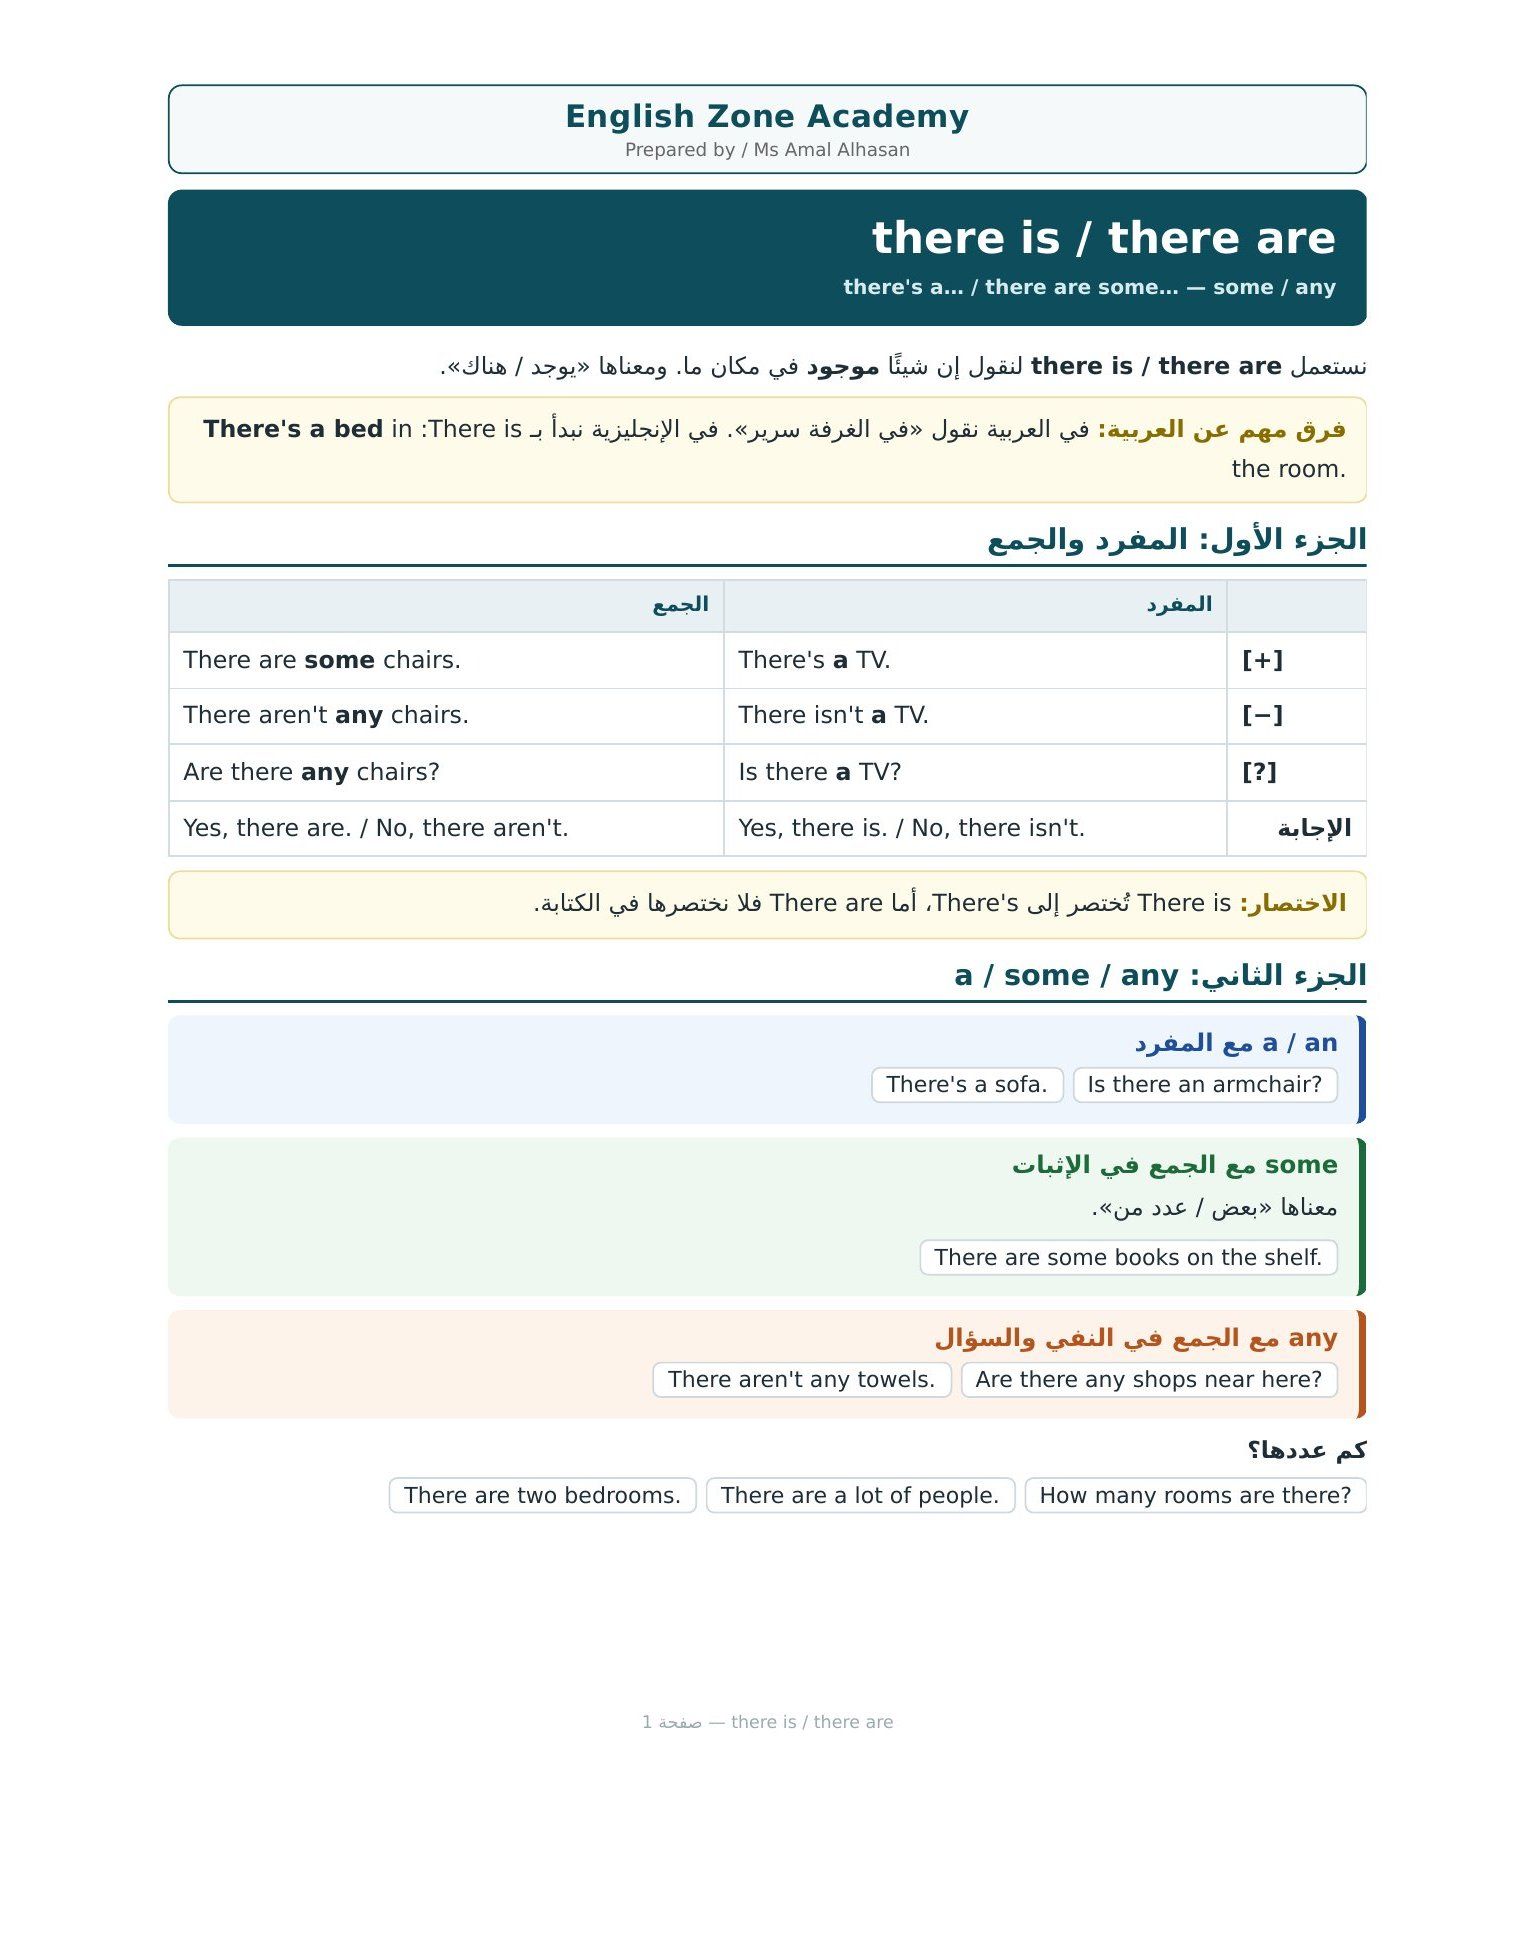 English Zone Academy
Prepared by / Ms Amal Alhasan
there is / there are
there's a... / there are some... — some / any
نستعمل there is / there are لنقول إن شيئًا موجود في مكان ما. ومعناها «يوجد / هناك».
فرق مهم عن العربية: في العربية نقول «في الغرفة سرير». في الإنجليزية نبدأ بـ There is: There's a bed in
the room.
الجزء الأول: المفرد والجمع
المفرد الجمع
[+] There's a TV. There are some chairs.
[−] There isn't a TV. There aren't any chairs.
[?] Is there a TV? Are there any chairs?
الإجابة Yes, there is. / No, there isn't. Yes, there are. / No, there aren't.
الاختصار: There is تُختصر إلى There's، أما There are فلا نختصرها في الكتابة.
الجزء الثاني: a / some / any
a / an مع المفرد
Is there an armchair? There's a sofa.
some مع الجمع في الإثبات
معناها «بعض / عدد من».
There are some books on the shelf.
any مع الجمع في النفي والسؤال
Are there any shops near here? There aren't any towels.
كم عددها؟
How many rooms are there? There are a lot of people. There are two bedrooms.
there is / there are — صفحة 1